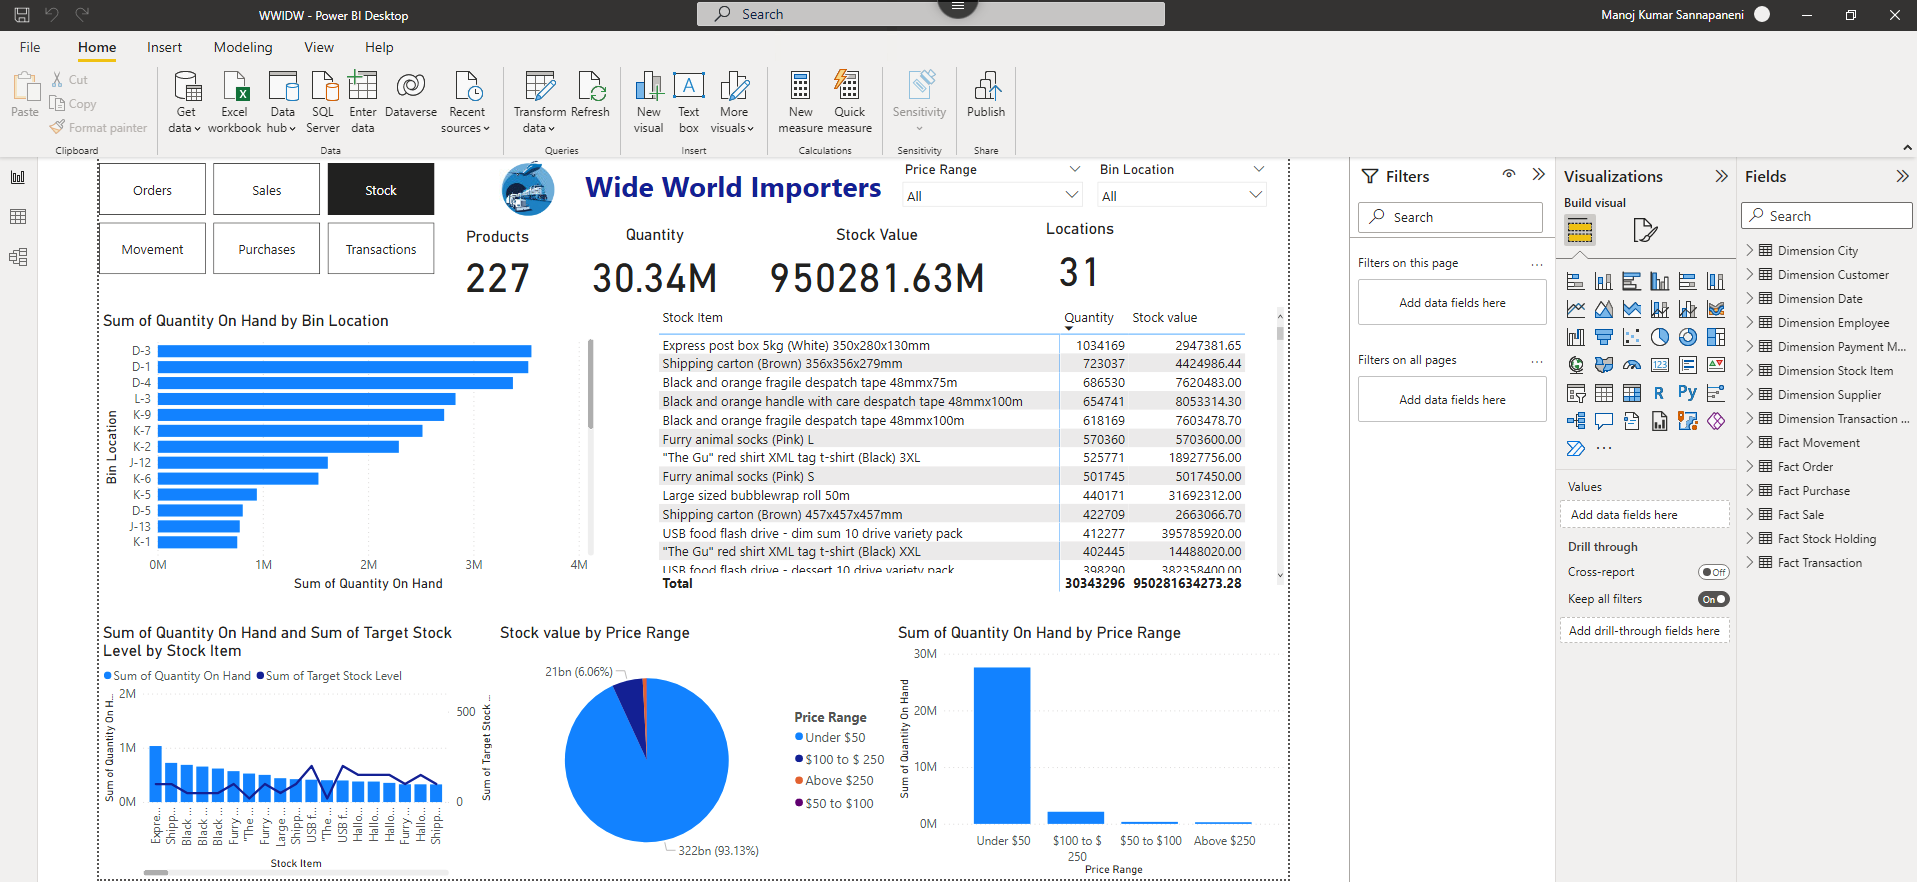 WWIDW - Power BI Desktop
Search
Manoj Kumar Sannapaneni
File
Home
Insert
Modeling
View
Help
Paste
Cut
Copy
Format painter
Clipboard
Get data
Excel workbook
Data hub
SQL Server
Enter data
Dataverse
Recent sources
Data
Transform data
Refresh
Queries
New visual
Text box
More visuals
Insert
New measure
Quick measure
Calculations
Sensitivity
Sensitivity
Publish
Share
Orders
Sales
Stock
Movement
Purchases
Transactions
Wide World Importers
Price Range
All
Bin Location
All
Products
227
Quantity
30.34M
Stock Value
950281.63M
Locations
31
Sum of Quantity On Hand by Bin Location
Bin Location
D-3
D-1
D-4
L-3
K-9
K-7
K-2
J-12
K-6
K-5
D-5
J-13
K-1
0M 1M 2M 3M 4M
Sum of Quantity On Hand
Stock Item Quantity Stock value
Express post box 5kg (White) 350x280x130mm 1034169 2947381.65
Shipping carton (Brown) 356x356x279mm 723037 4424986.44
Black and orange fragile despatch tape 48mmx75m 686530 7620483.00
Black and orange handle with care despatch tape 48mmx100m 654741 8053314.30
Black and orange fragile despatch tape 48mmx100m 618169 7603478.70
Furry animal socks (Pink) L 570360 5703600.00
"The Gu" red shirt XML tag t-shirt (Black) 3XL 525771 18927756.00
Furry animal socks (Pink) S 501745 5017450.00
Large sized bubblewrap roll 50m 440171 31692312.00
Shipping carton (Brown) 457x457x457mm 422709 2663066.70
USB food flash drive - dim sum 10 drive variety pack 412277 395785920.00
"The Gu" red shirt XML tag t-shirt (Black) XXL 402445 14488020.00
USB food flash drive - dessert 10 drive variety pack 398290 382358400.00
Total 30343296 950281634273.28
Sum of Quantity On Hand and Sum of Target Stock
Level by Stock Item
Sum of Quantity On Hand Sum of Target Stock Level
Sum of Quantity On H...
2M
1M
0M
500
0
Sum of Target Stock...
Expre...
Shipp...
Black ...
Black ...
Black ...
Furry ...
"The ...
Furry ...
Large ...
Shipp...
USB f...
"The ...
USB f...
Hallo...
Hallo...
Hallo...
Furry ...
Hallo...
Shipp...
Stock Item
Stock value by Price Range
21bn (6.06%)
322bn (93.13%)
Price Range
Under $50
$100 to $ 250
Above $250
$50 to $100
Sum of Quantity On Hand by Price Range
Sum of Quantity On Hand
30M
20M
10M
0M
Under $50
$100 to $
250
$50 to $100
Above $250
Price Range
Filters
Search
Filters on this page
...
Add data fields here
Filters on all pages
...
Add data fields here
Visualizations
Build visual
123
R
Py
...
Values
Add data fields here
Drill through
Cross-report
Off
Keep all filters
On
Add drill-through fields here
Fields
Search
Dimension City
Dimension Customer
Dimension Date
Dimension Employee
Dimension Payment M...
Dimension Stock Item
Dimension Supplier
Dimension Transaction ...
Fact Movement
Fact Order
Fact Purchase
Fact Sale
Fact Stock Holding
Fact Transaction